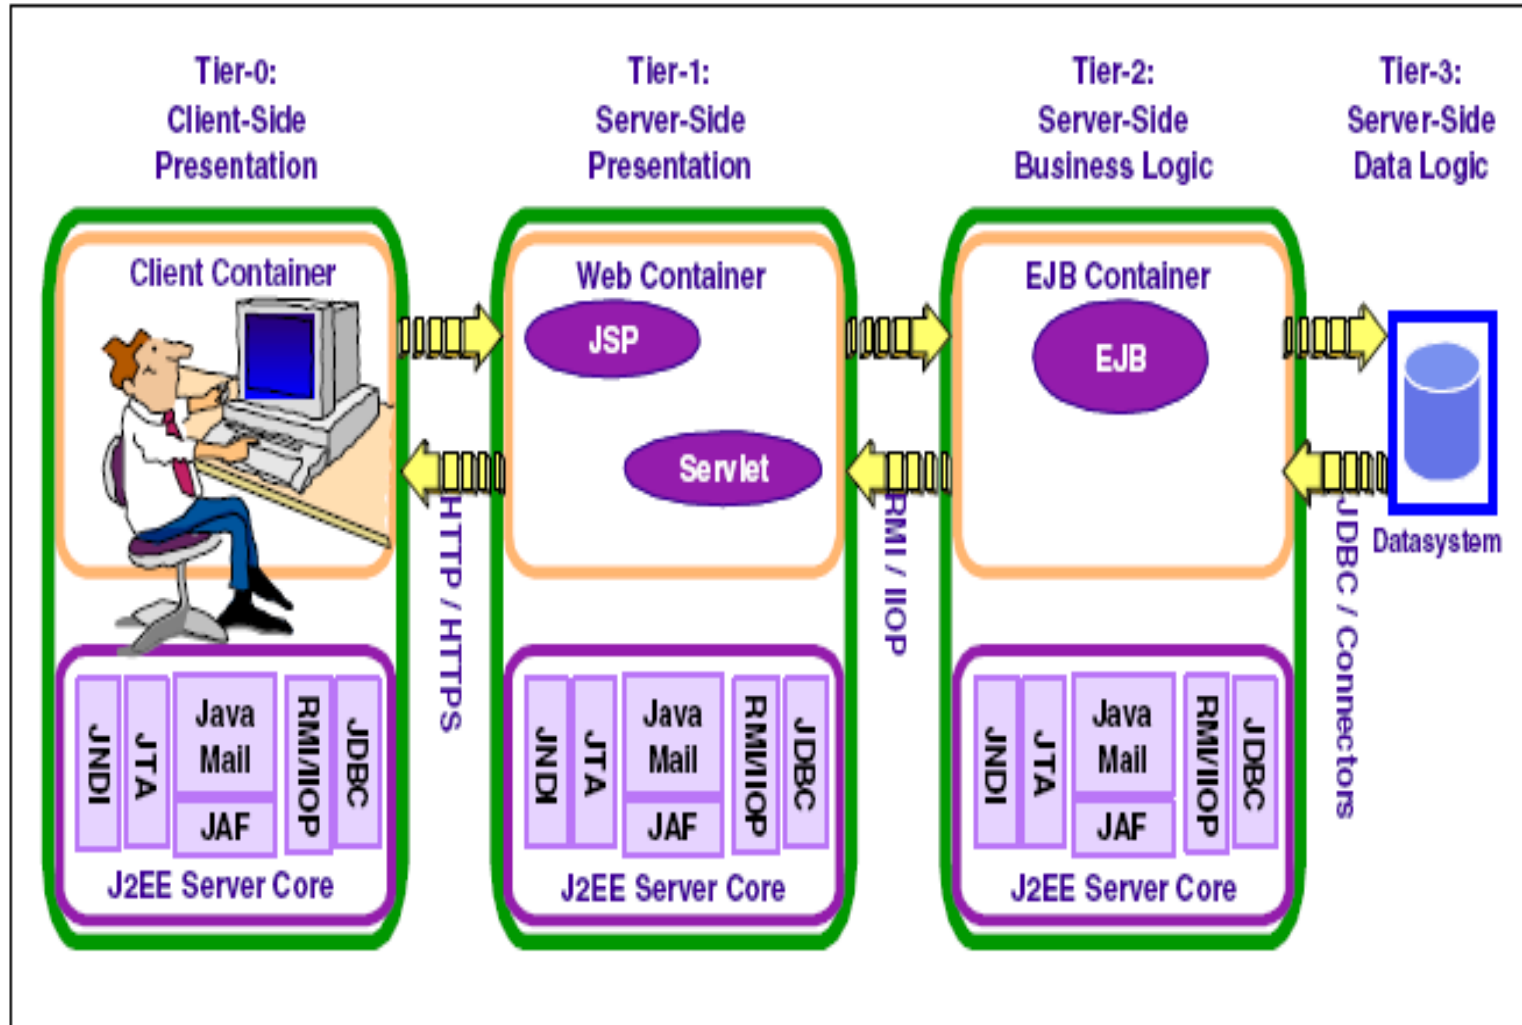 Tier-0:
Client-Side
Presentation
Tier-1:
Server-Side
Presentation
Tier-2:
Server-Side
Business Logic
Tier-3:
Server-Side
Data Logic
Client Container
Web Container
JSP
Servlet
EJB Container
EJB
Datasystem
HTTP / HTTPS
RMI / IIOP
JDBC / Connectors
JNDI
JTA
Java
Mail
JAF
RMI/IIOP
JDBC
J2EE Server Core
JNDI
JTA
Java
Mail
JAF
RMI/IIOP
JDBC
J2EE Server Core
JNDI
JTA
Java
Mail
JAF
RMI/IIOP
JDBC
J2EE Server Core